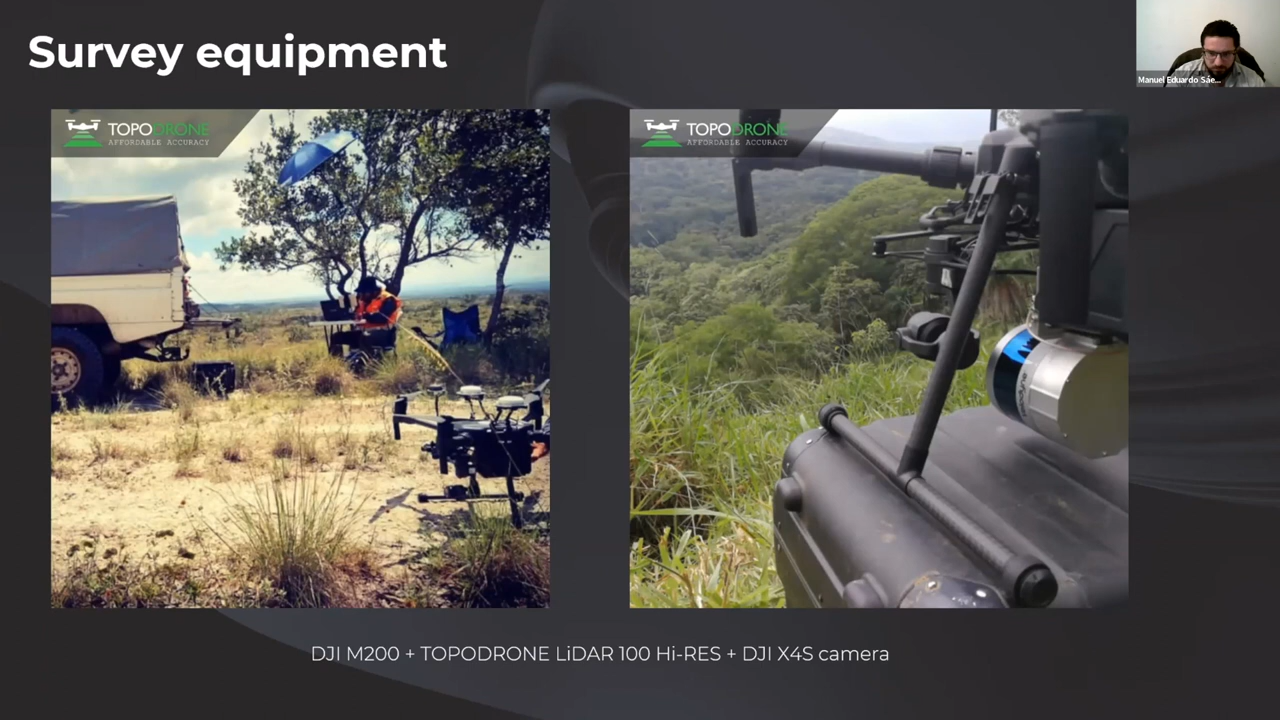 Survey equipment
Manuel Eduardo Sáe...
TOPODRONE
AFFORDABLE ACCURACY
TOPODRONE
AFFORDABLE ACCURACY
Velodyne
DJI M200 + TOPODRONE LiDAR 100 Hi-RES + DJI X4S camera